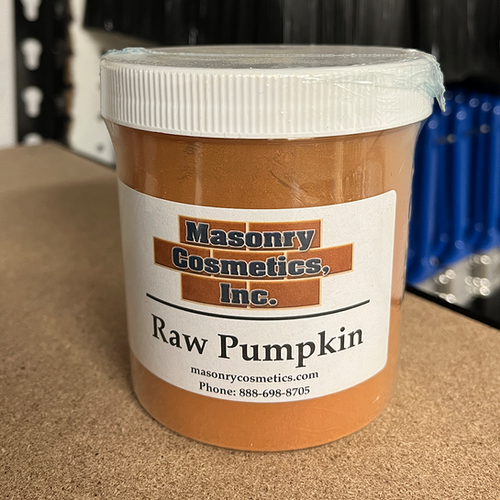 Masonry
Cosmetics,
Inc.
Raw Pumpkin
masonrycosmetics.com
Phone: 888-698-8705